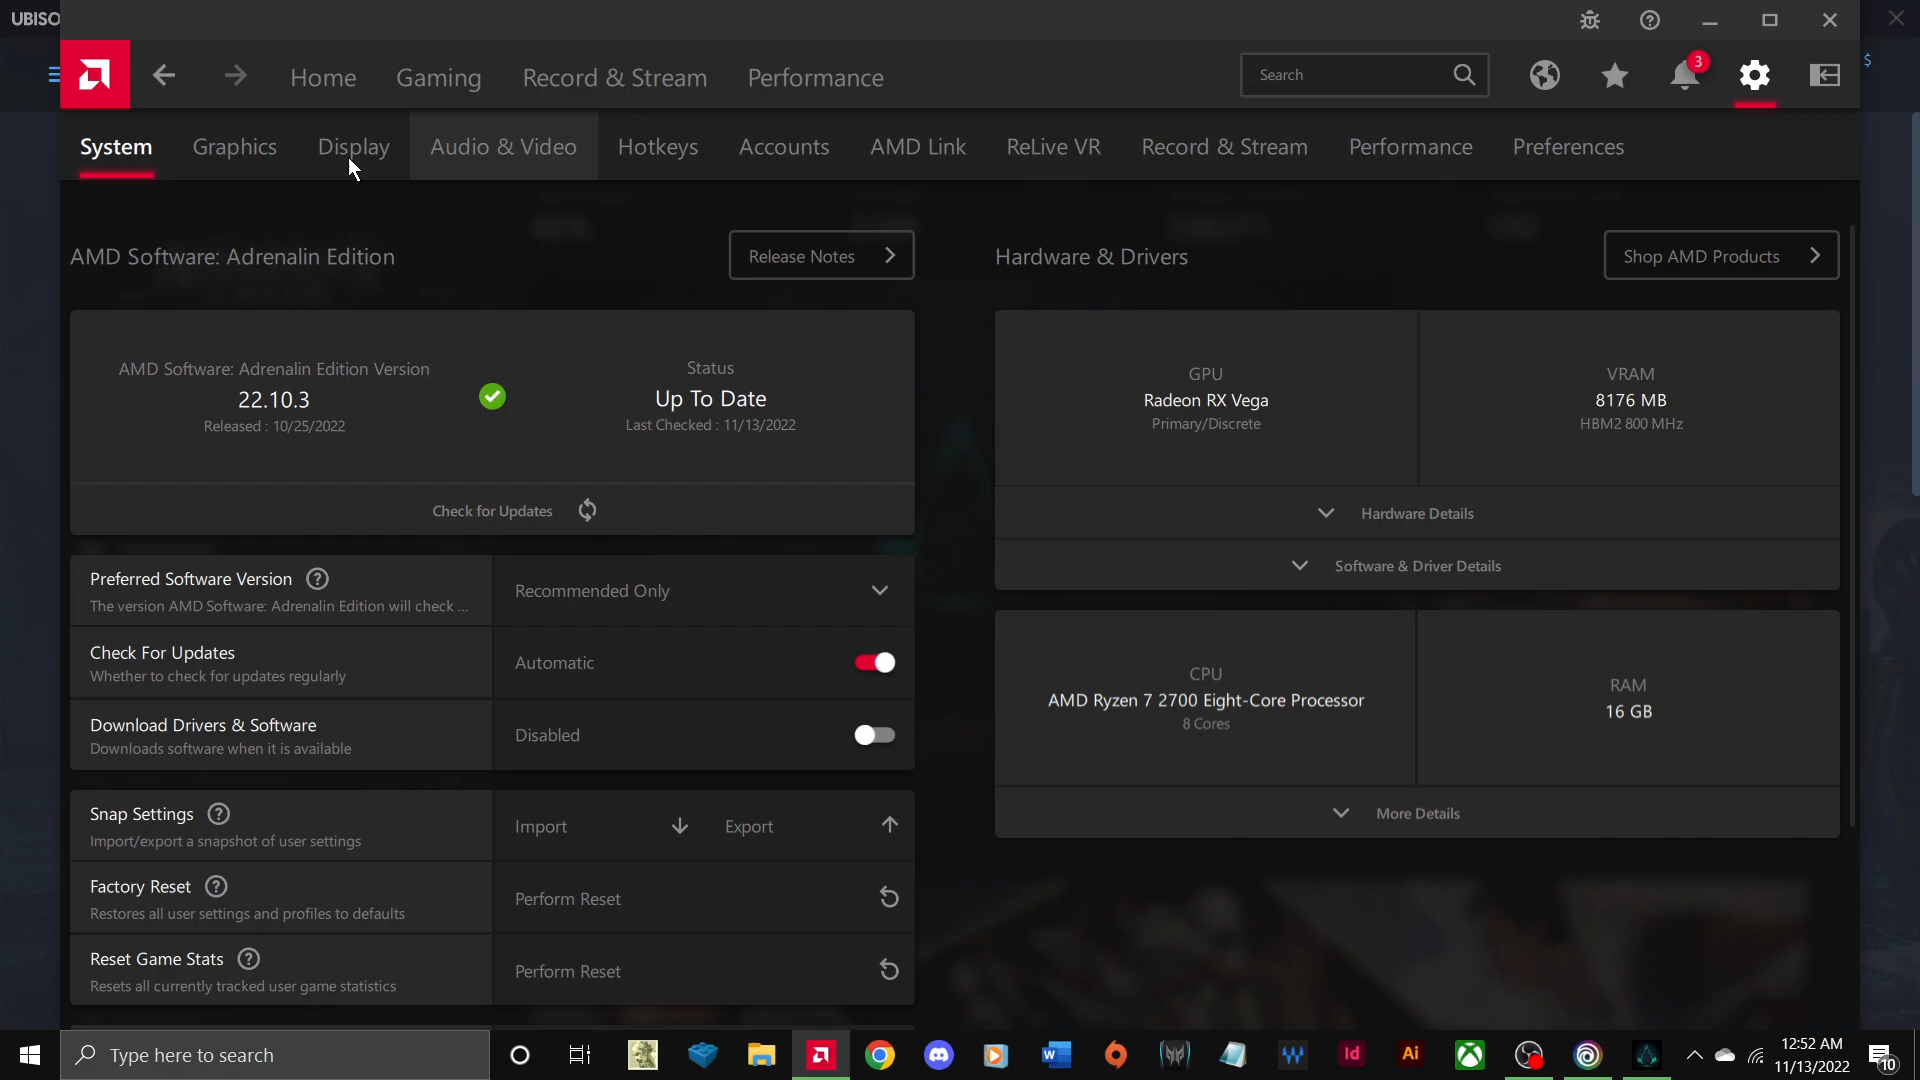 UBISO
$
Home
Gaming
Record & Stream
Performance
Search
3
System
Graphics
Display
Audio & Video
Hotkeys
Accounts
AMD Link
ReLive VR
Record & Stream
Performance
Preferences
AMD Software: Adrenalin Edition
Release Notes
AMD Software: Adrenalin Edition Version
22.10.3
Released : 10/25/2022
Status
Up To Date
Last Checked : 11/13/2022
Check for Updates
Preferred Software Version
The version AMD Software: Adrenalin Edition will check ...
Recommended Only
Check For Updates
Whether to check for updates regularly
Automatic
Download Drivers & Software
Downloads software when it is available
Disabled
Snap Settings
Import/export a snapshot of user settings
Import
Export
Factory Reset
Restores all user settings and profiles to defaults
Perform Reset
Reset Game Stats
Resets all currently tracked user game statistics
Perform Reset
Hardware & Drivers
Shop AMD Products
GPU
Radeon RX Vega
Primary/Discrete
VRAM
8176 MB
HBM2 800 MHz
Hardware Details
Software & Driver Details
CPU
AMD Ryzen 7 2700 Eight-Core Processor
8 Cores
RAM
16 GB
More Details
Type here to search
W
Id
Ai
12:52 AM
11/13/2022
10